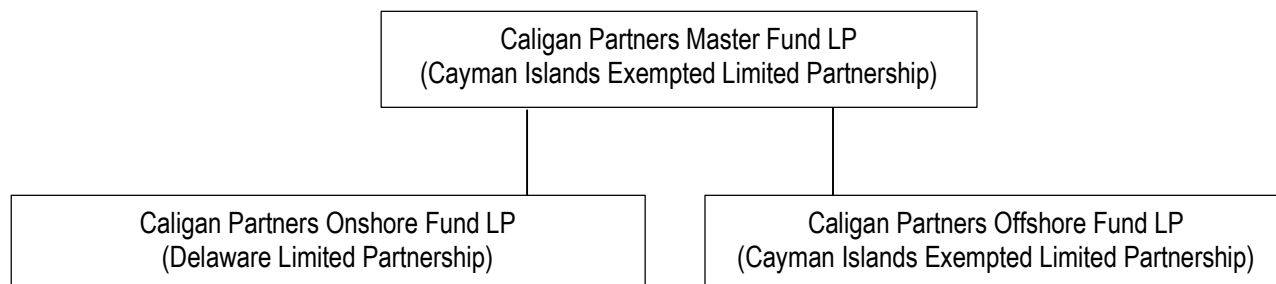 Caligan Partners Master Fund LP
(Cayman Islands Exempted Limited Partnership)
Caligan Partners Onshore Fund LP
(Delaware Limited Partnership)
Caligan Partners Offshore Fund LP
(Cayman Islands Exempted Limited Partnership)